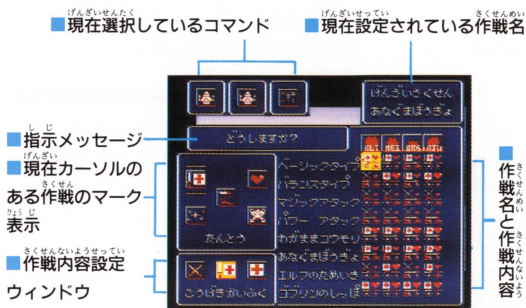 ■現在選択しているコマンド
げんざいせんたく
■現在設定されている作戦名
げんざいせってい
さくせんめい
げんざいさくせん
あなぐまぼうぎょ
■指示メッセージ
しじ
どうしますか?
■現在カーソルの
げんざい
ある作戦のマーク
さくせん
表示
ひょうじ
たんとう
ベーシックタイプ
バランスタイプ
マジックアタック
パワー アタック
わがままコウモリ
あなぐまぼうぎょ
エルフのためいき
ゴブリンのしっぽ
■作戦内容設定
さくせんないようせってい
ウィンドウ
こうげきかいふく
■作戦名と作戦内容
さくせんめい
さくせんないよう